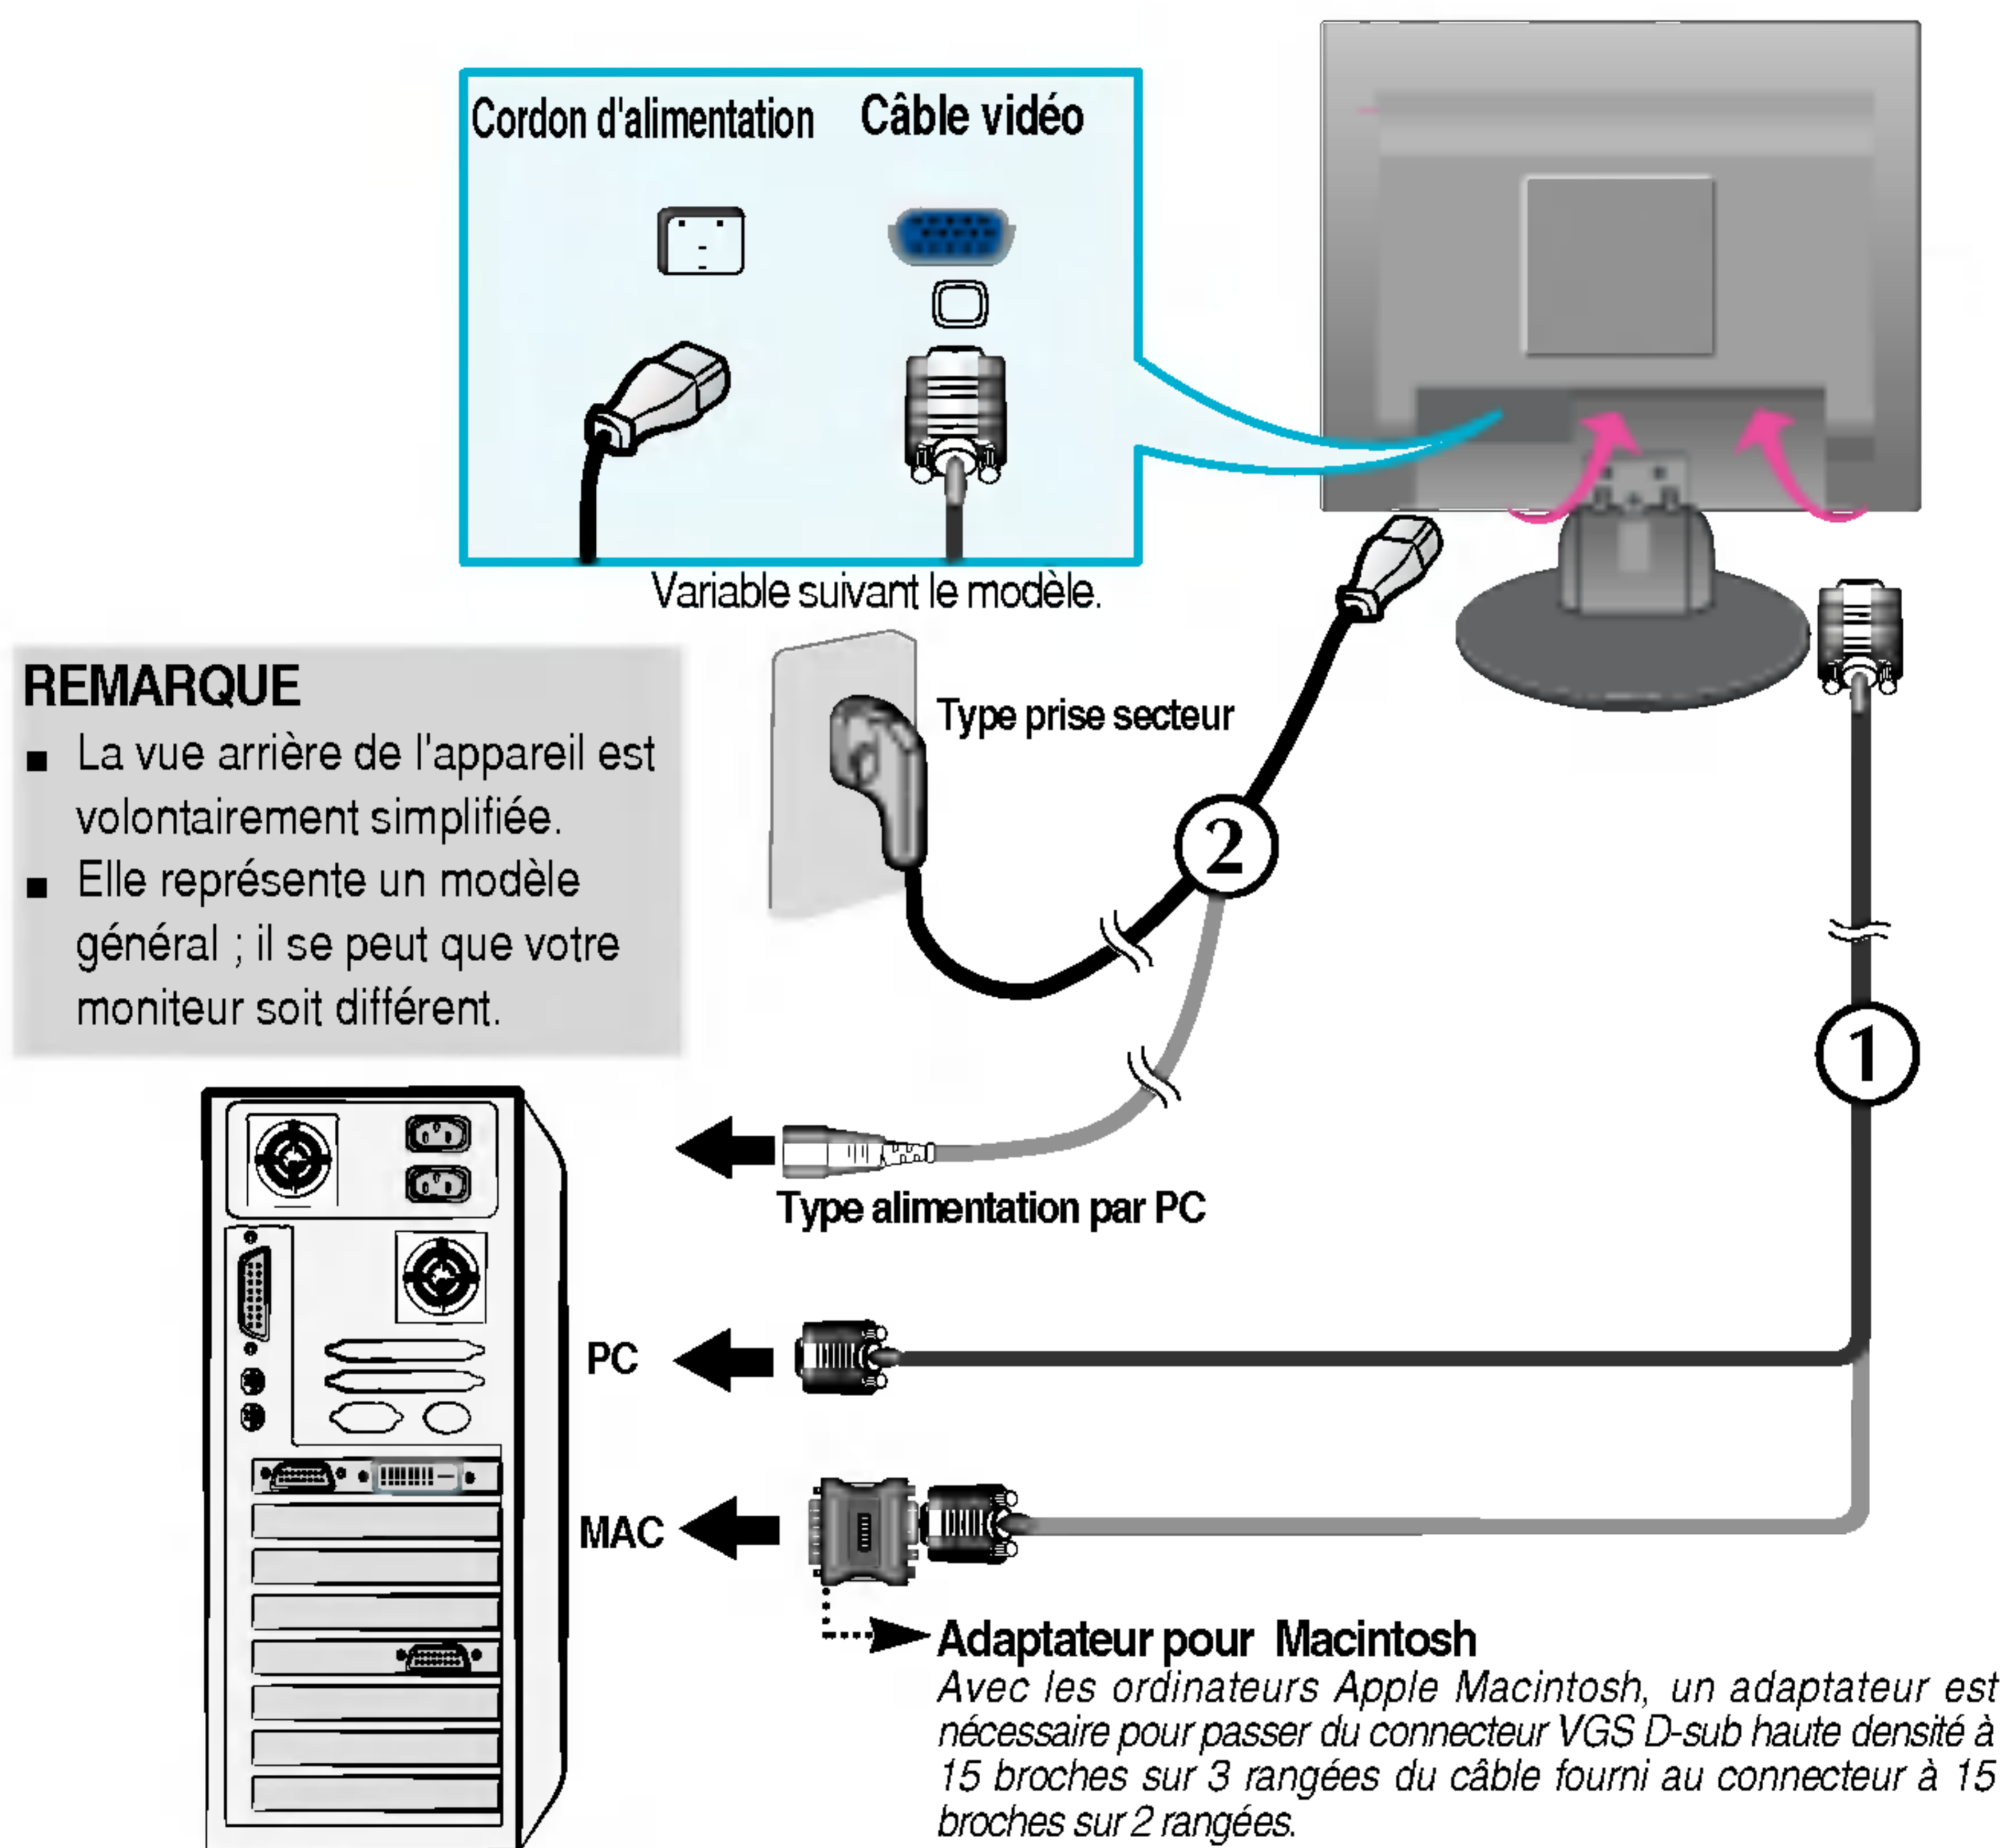 Cordon d'alimentation
Câble vidéo
Variable suivant le modèle.
REMARQUE
■ La vue arrière de l'appareil est
volontairement simplifiée.
■ Elle représente un modèle
général ; il se peut que votre
moniteur soit différent.
Type prise secteur
2
1
Type alimentation par PC
PC
MAC
Adaptateur pour Macintosh
Avec les ordinateurs Apple Macintosh, un adaptateur est
nécessaire pour passer du connecteur VGS D-sub haute densité à
15 broches sur 3 rangées du câble fourni au connecteur à 15
broches sur 2 rangées.